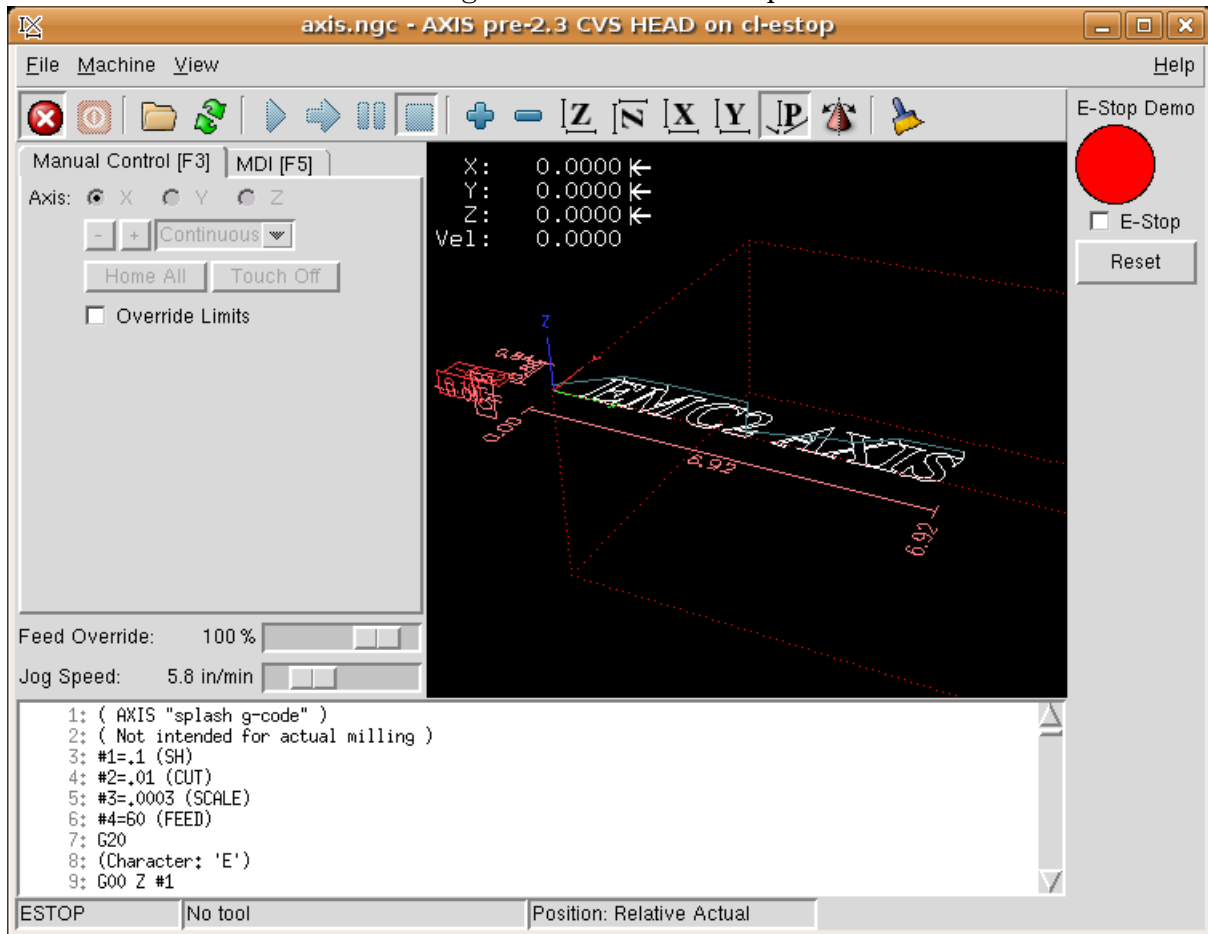 axis.ngc - AXIS pre-2.3 CVS HEAD on cl-estop
File Machine View Help
Z N X Y P
E-Stop Demo
E-Stop
Reset
Manual Control [F3] MDI [F5]
Axis: X Y Z
- + Continuous
Home All Touch Off
Override Limits
X: 0.0000
Y: 0.0000
Z: 0.0000
Vel: 0.0000
Z
0.00
EMC2 AXIS
6.92
6.92
Feed Override: 100 %
Jog Speed: 5.8 in/min
1: ( AXIS "splash g-code" )
2: ( Not intended for actual milling )
3: #1=.1 (SH)
4: #2=.01 (CUT)
5: #3=.0003 (SCALE)
6: #4=60 (FEED)
7: G20
8: (Character: 'E')
9: G00 Z #1
ESTOP No tool Position: Relative Actual